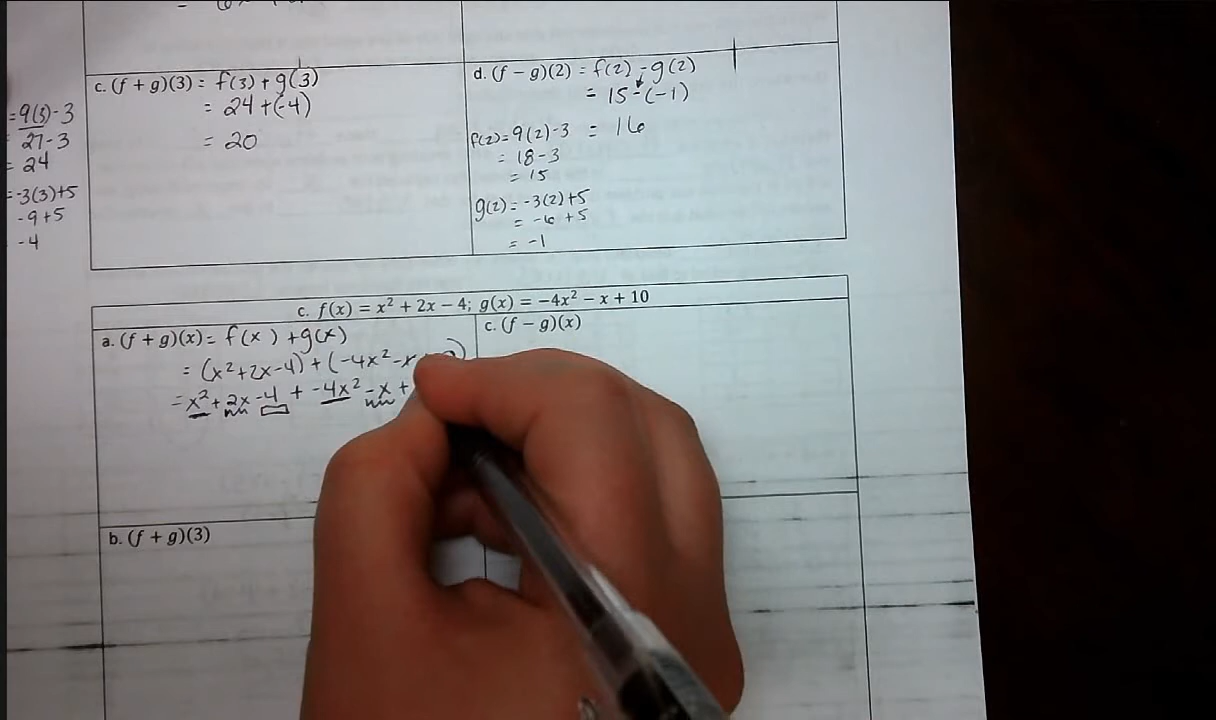 c. (f + g)(3) = f(3) + g(3)
= 24 + (-4)
= 20
= 9(3)-3
27-3
= 24
= -3(3)+5
-9+5
-4
d. (f − g)(2) = f(2) - g(2)
= 15 - (-1)
= 16
f(2) = 9(2)-3
= 18-3
= 15
g(2) = -3(2)+5
= -6 +5
= -1
c. f(x) = x² + 2x − 4; g(x) = −4x² − x + 10
a. (f + g)(x) = f(x) + g(x)
= (x²+2x-4) + (-4x²-x
= x² + 2x - 4 + -4x² - x +
c. (f − g)(x)
b. (f + g)(3)